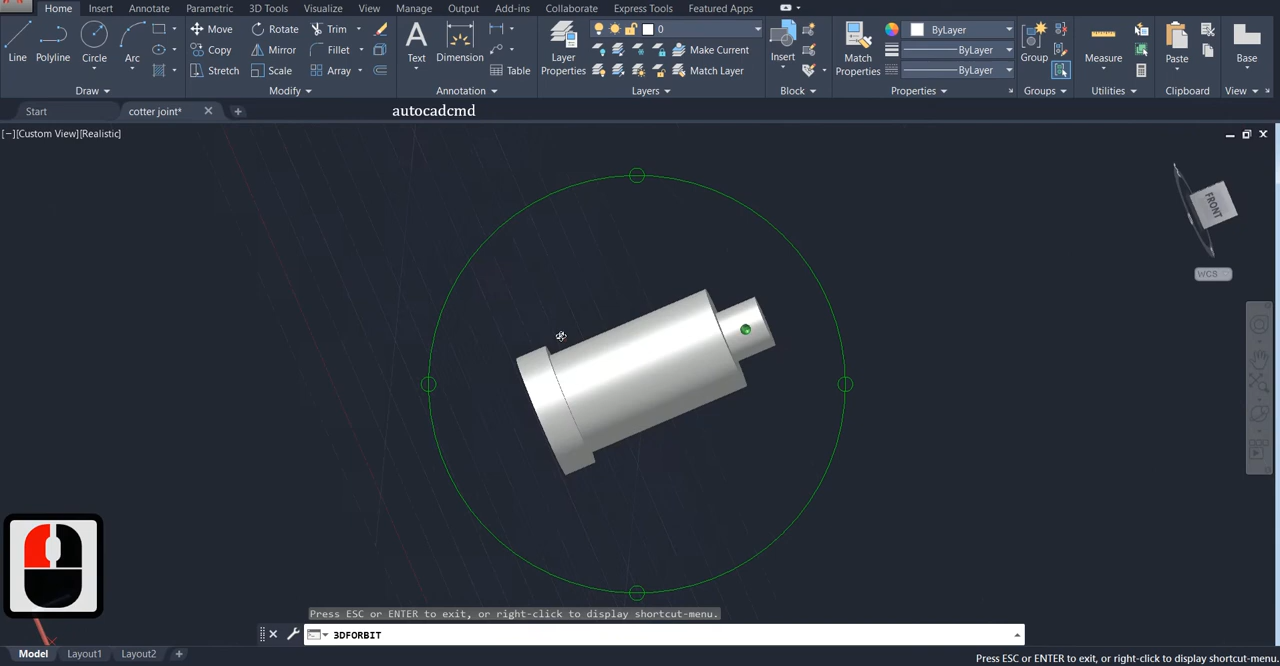 Home Insert Annotate Parametric 3D Tools Visualize View Manage Output Add-ins Collaborate Express Tools Featured Apps
Line Polyline Circle Arc
Move Rotate Trim
Copy Mirror Fillet
Stretch Scale Array
Text Dimension Table
Layer Properties
0
Make Current
Match Layer
Insert
Match Properties
ByLayer
ByLayer
ByLayer
Group Measure Paste Base
Draw Modify Annotation Layers Block Properties Groups Utilities Clipboard View
Start cotter joint* autocadcmd
[−][Custom View][Realistic]
FRONT
WCS
Press ESC or ENTER to exit, or right-click to display shortcut-menu.
3DFORBIT
Model Layout1 Layout2
Press ESC or ENTER to exit, or right-click to display shortcut-menu.